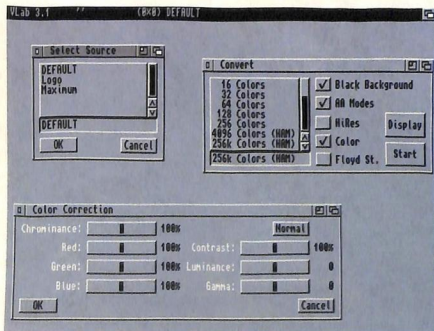 VLab 3.1 (0x0) DEFAULT
Select Source
DEFAULT
Logo
Maximum
DEFAULT
OK Cancel
Convert
16 Colors
32 Colors
64 Colors
128 Colors
256 Colors
4096 Colors (HAM)
256k Colors (HAM)
256k Colors (HAM)
Black Background
AA Modes
HiRes
Color
Floyd St.
Display
Start
Color Correction
Chrominance: 100% Normal
Red: 100% Contrast: 100%
Green: 100% Luminance: 0
Blue: 100% Gamma: 0
OK Cancel